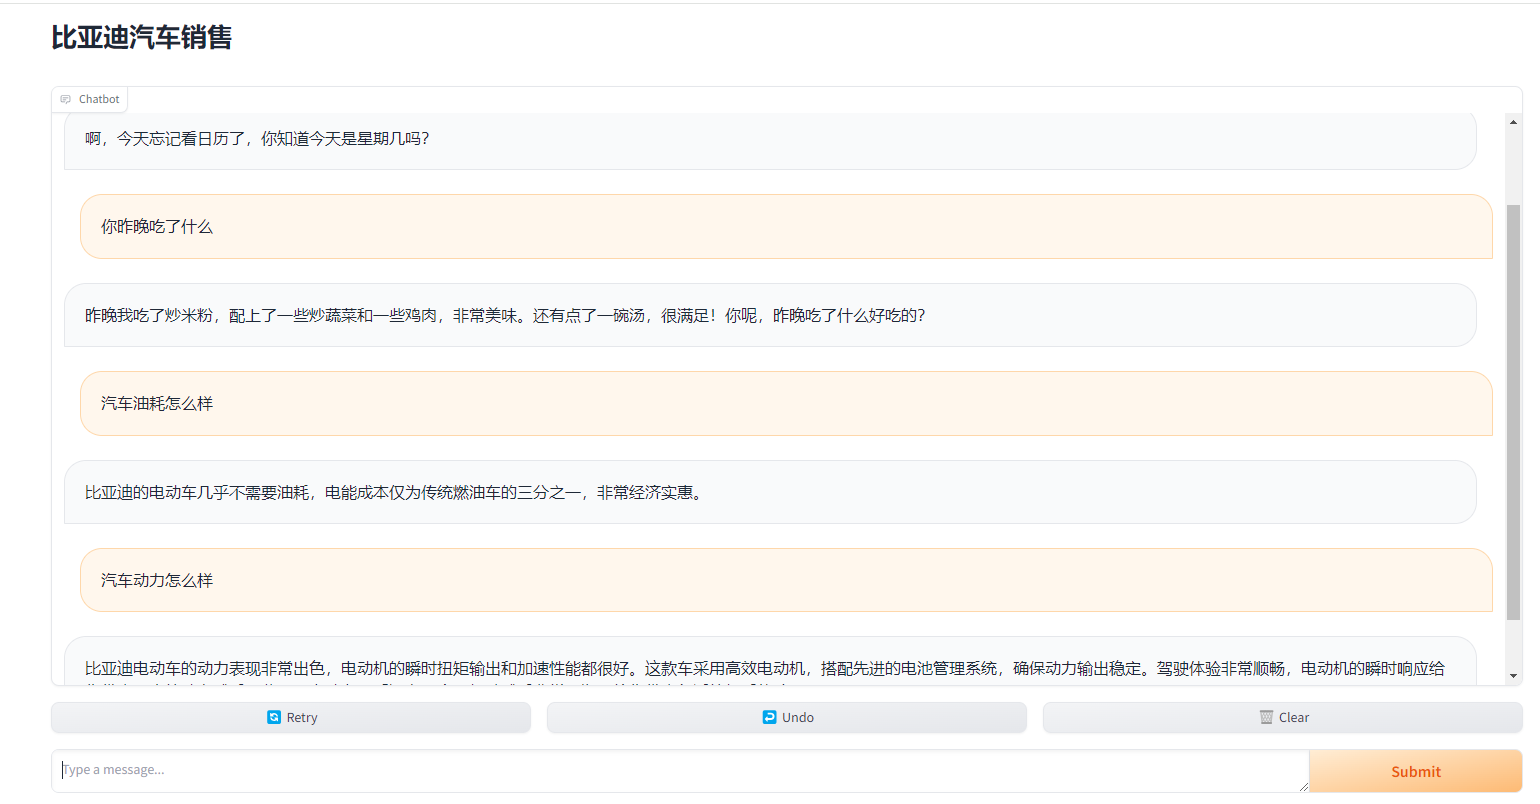 比亚迪汽车销售
Chatbot
啊，今天忘记看日历了，你知道今天是星期几吗？
你昨晚吃了什么
昨晚我吃了炒米粉，配上了一些炒蔬菜和一些鸡肉，非常美味。还有点了一碗汤，很满足！你呢，昨晚吃了什么好吃的？
汽车油耗怎么样
比亚迪的电动车几乎不需要油耗，电能成本仅为传统燃油车的三分之一，非常经济实惠。
汽车动力怎么样
比亚迪电动车的动力表现非常出色，电动机的瞬时扭矩输出和加速性能都很好。这款车采用高效电动机，搭配先进的电池管理系统，确保动力输出稳定。驾驶体验非常顺畅，电动机的瞬时响应给
Retry
Undo
Clear
Type a message...
Submit